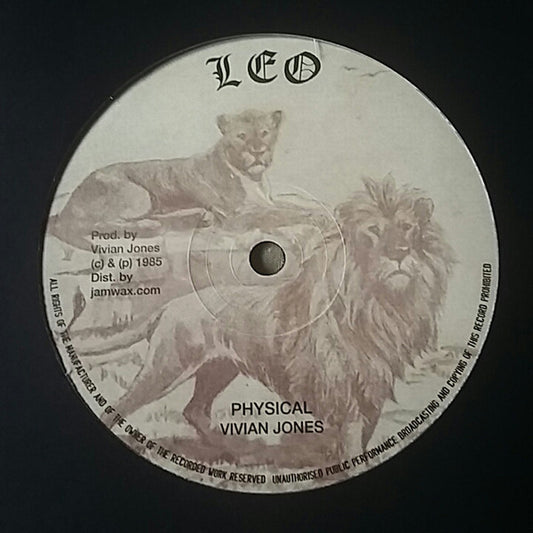 LEO
Prod. by
Vivian Jones
(c) & (p) 1985
Dist. by
jamwax.com
PHYSICAL
VIVIAN JONES
ALL RIGHTS OF THE MANUFACTURER AND OF THE OWNER OF THE RECORDED WORK RESERVED UNAUTHORISED PUBLIC PERFORMANCE BROADCASTING AND COPYING OF THIS RECORD PROHIBITED